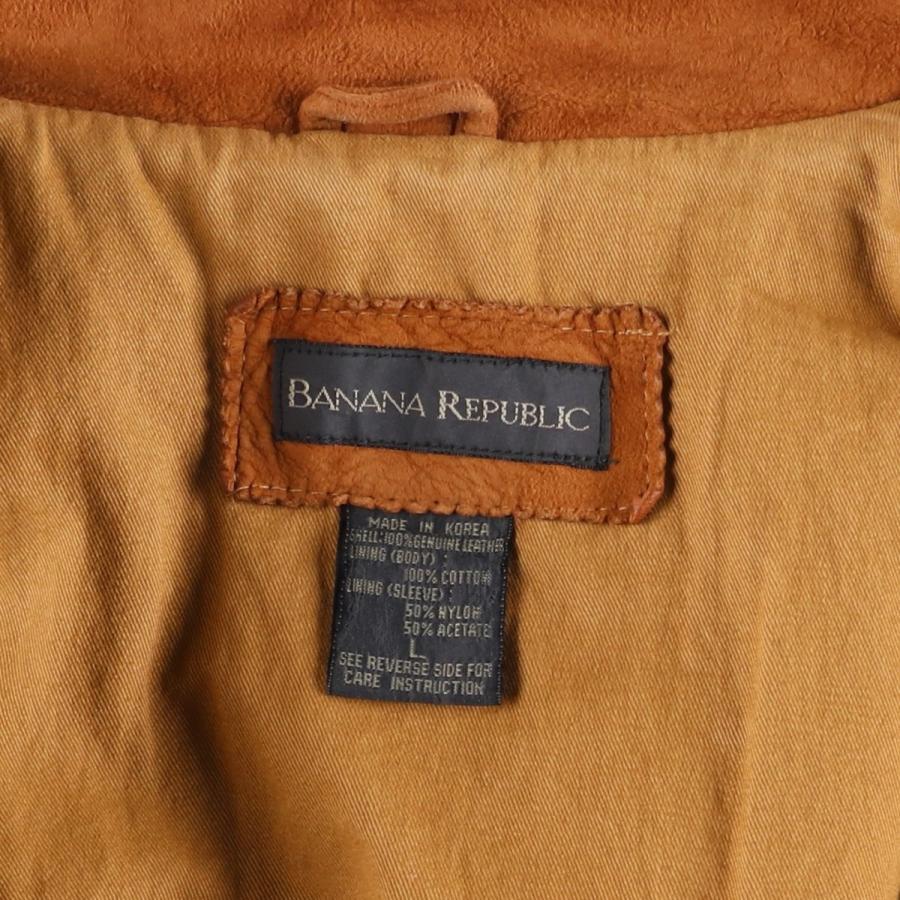 BANANA REPUBLIC
MADE IN KOREA
SHELL:100%GENUINE LEATHER
LINING (BODY):
100% COTTON
LINING (SLEEVE):
50% NYLON
50% ACETATE
L
SEE REVERSE SIDE FOR
CARE INSTRUCTION